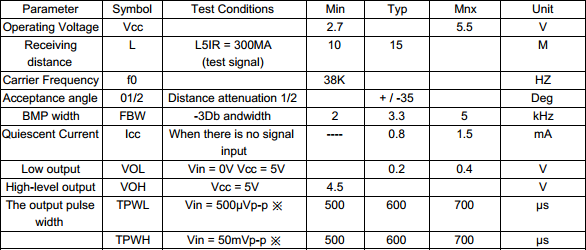 Parameter Symbol Test Conditions Min Typ Mnx Unit
Operating Voltage Vcc 2.7 5.5 V
Receiving distance L L5IR = 300MA (test signal) 10 15 M
Carrier Frequency f0 38K HZ
Acceptance angle 01/2 Distance attenuation 1/2 + / -35 Deg
BMP width FBW -3Db andwidth 2 3.3 5 kHz
Quiescent Current Icc When there is no signal input ---- 0.8 1.5 mA
Low output VOL Vin = 0V Vcc = 5V 0.2 0.4 V
High-level output VOH Vcc = 5V 4.5 V
The output pulse width TPWL Vin = 500μVp-p ※ 500 600 700 μs
TPWH Vin = 50mVp-p ※ 500 600 700 μs